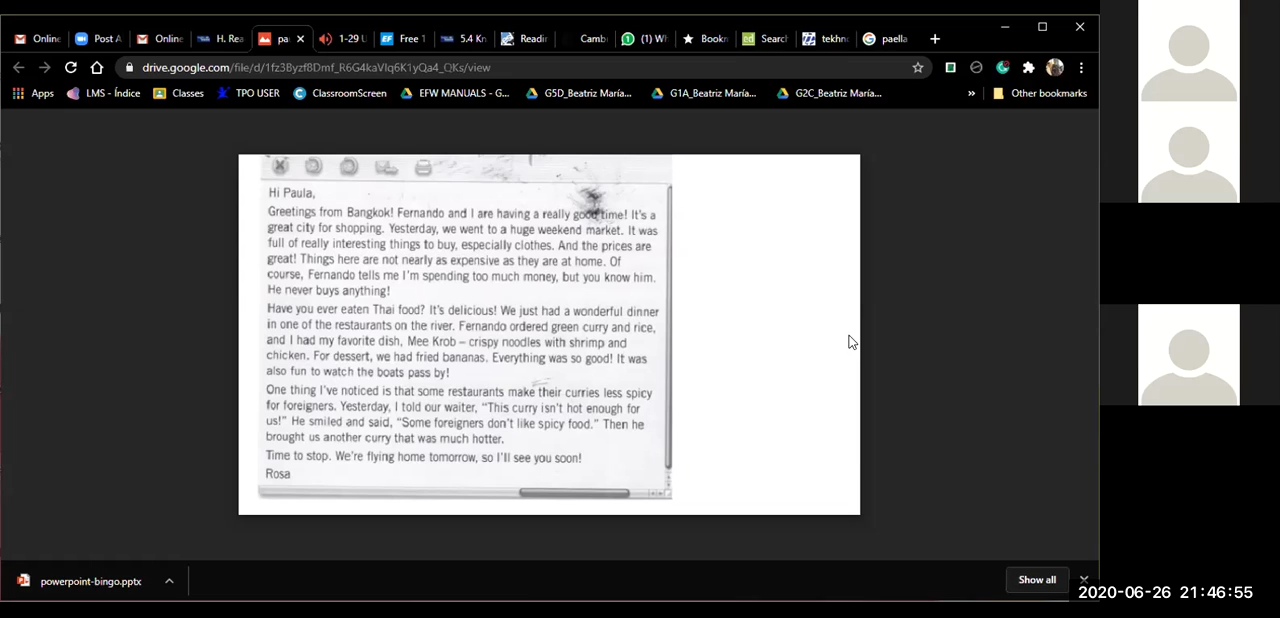 Online
Post A
Online
H. Rea
pa
1-29 U
EF
Free 1
5.4 Kn
Readin
Camb
(1) W
Bookn
ed
Search
tekhno
paella
drive.google.com/file/d/1fz3Byzf8Dmf_R6G4kaVlq6K1yQa4_QKs/view
Apps
LMS - Índice
Classes
TPO USER
ClassroomScreen
EFW MANUALS - G...
G5D_Beatriz María...
G1A_Beatriz María...
G2C_Beatriz María...
»
Other bookmarks
Hi Paula,
Greetings from Bangkok! Fernando and I are having a really good time! It's a
great city for shopping. Yesterday, we went to a huge weekend market. It was
full of really interesting things to buy, especially clothes. And the prices are
great! Things here are not nearly as expensive as they are at home. Of
course, Fernando tells me I'm spending too much money, but you know him.
He never buys anything!
Have you ever eaten Thai food? It's delicious! We just had a wonderful dinner
in one of the restaurants on the river. Fernando ordered green curry and rice,
and I had my favorite dish, Mee Krob – crispy noodles with shrimp and
chicken. For dessert, we had fried bananas. Everything was so good! It was
also fun to watch the boats pass by!
One thing I've noticed is that some restaurants make their curries less spicy
for foreigners. Yesterday, I told our waiter, "This curry isn't hot enough for
us!" He smiled and said, "Some foreigners don't like spicy food." Then he
brought us another curry that was much hotter.
Time to stop. We're flying home tomorrow, so I'll see you soon!
Rosa
powerpoint-bingo.pptx
Show all
2020-06-26 21:46:55